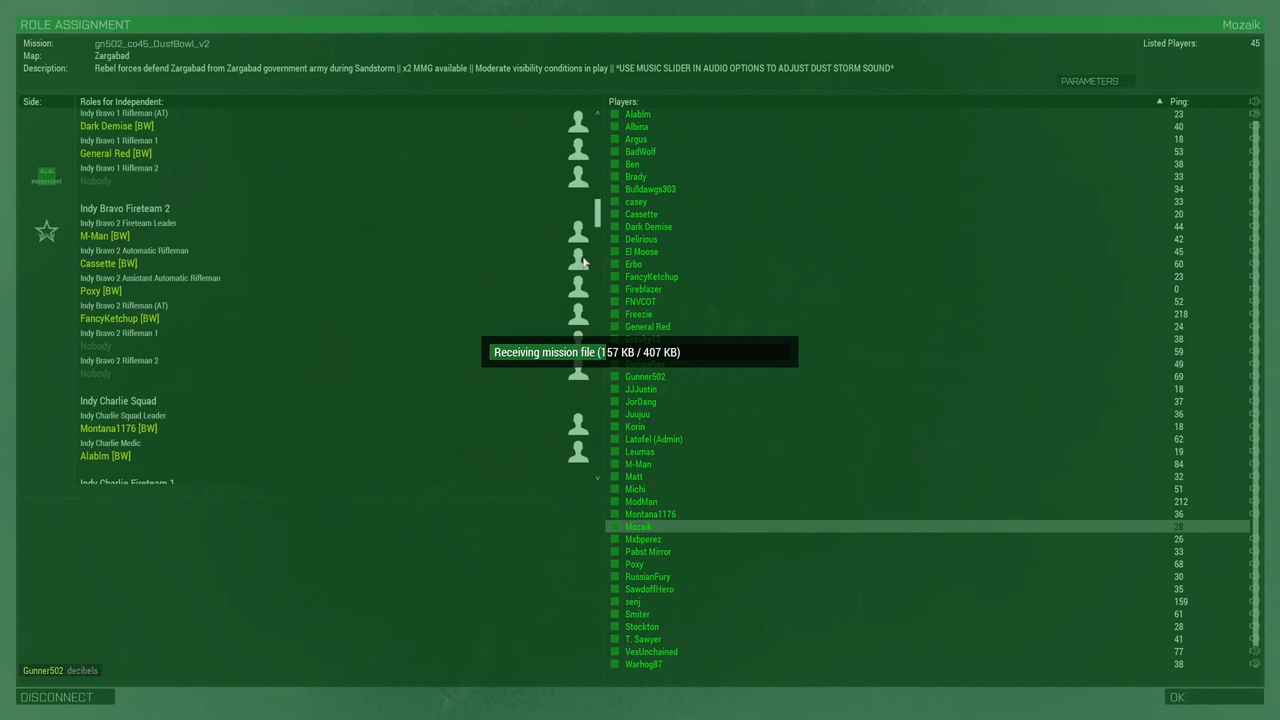 ROLE ASSIGNMENT Mozaik
Mission: gn502_co45_DustBowl_v2 Listed Players: 45
Map: Zargabad
Description: Rebel forces defend Zargabad from Zargabad government army during Sandstorm || x2 MMG available || Moderate visibility conditions in play || *USE MUSIC SLIDER IN AUDIO OPTIONS TO ADJUST DUST STORM SOUND*
PARAMETERS
Side: Roles for Independent:
Indy Bravo 1 Rifleman (AT)
Dark Demise [BW]
Indy Bravo 1 Rifleman 1
General Red [BW]
Indy Bravo 1 Rifleman 2
Nobody
45/45
Independent
Indy Bravo Fireteam 2
Indy Bravo 2 Fireteam Leader
M-Man [BW]
Indy Bravo 2 Automatic Rifleman
Cassette [BW]
Indy Bravo 2 Assistant Automatic Rifleman
Poxy [BW]
Indy Bravo 2 Rifleman (AT)
FancyKetchup [BW]
Indy Bravo 2 Rifleman 1
Nobody
Indy Bravo 2 Rifleman 2
Nobody
Indy Charlie Squad
Indy Charlie Squad Leader
Montana1176 [BW]
Indy Charlie Medic
Alablm [BW]
Indy Charlie Fireteam 1
Receiving mission file (157 KB / 407 KB)
Players: Ping:
Alablm 23
Albina 40
Argus 18
BadWolf 53
Ben 38
Brady 33
Bulldawgs303 34
casey 33
Cassette 20
Dark Demise 44
Delirious 42
El Moose 45
Erbo 60
FancyKetchup 23
Fireblazer 0
FNVCOT 52
Freezie 218
General Red 24
38
59
49
Gunner502 69
JJJustin 18
JorDang 37
Juujuu 36
Korin 18
Latofel (Admin) 62
Leumas 19
M-Man 84
Matt 32
Michi 51
ModMan 212
Montana1176 36
Mozaik 28
Mxbperez 26
Pabst Mirror 33
Poxy 68
RussianFury 30
SawdoffHero 35
senj 159
Smiter 61
Stockton 28
T. Sawyer 41
VexUnchained 77
Warhog87 38
Gunner502 decibels
DISCONNECT OK